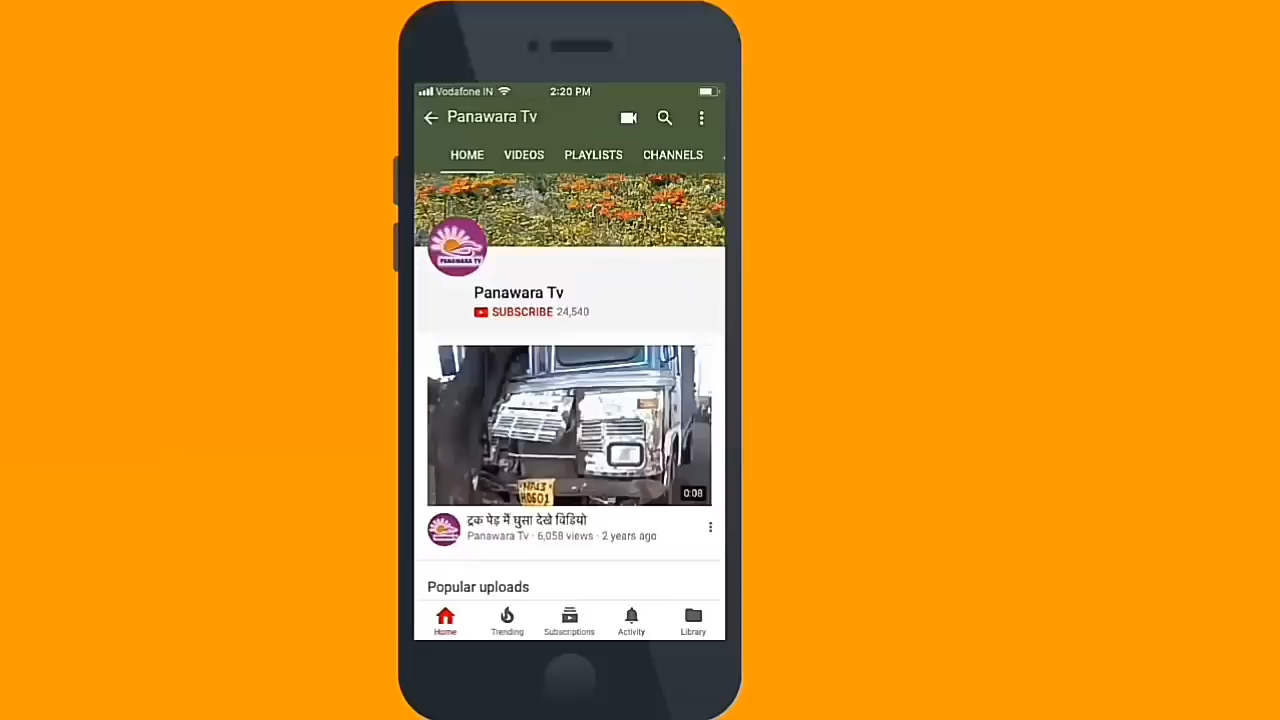 Vodafone IN 2:20 PM
Panawara Tv
HOME VIDEOS PLAYLISTS CHANNELS
PANAWARA TV
Panawara Tv
SUBSCRIBE 24,540
0:08
ट्रक पेड़ में घुसा देखे विडियो
Panawara Tv · 6,058 views · 2 years ago
Popular uploads
Home Trending Subscriptions Activity Library